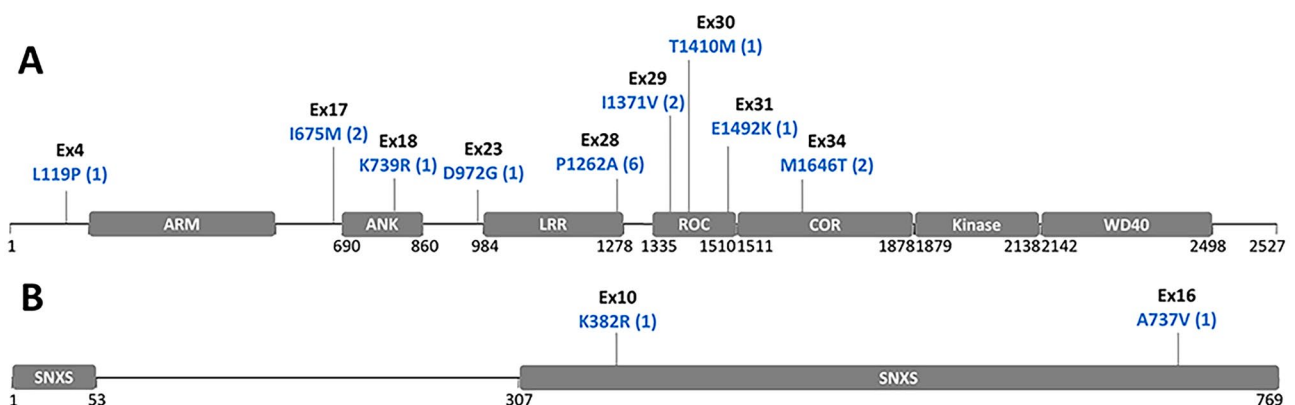 A
Ex4
L119P (1)
Ex17
I675M (2)
Ex18
K739R (1)
Ex23
D972G (1)
Ex28
P1262A (6)
Ex29
I1371V (2)
Ex30
T1410M (1)
Ex31
E1492K (1)
Ex34
M1646T (2)
ARM ANK LRR ROC COR Kinase WD40
1 690 860 984 1278 1335 1510 1511 1878 1879 2138 2142 2498 2527
B
Ex10
K382R (1)
Ex16
A737V (1)
SNXS SNXS
1 53 307 769